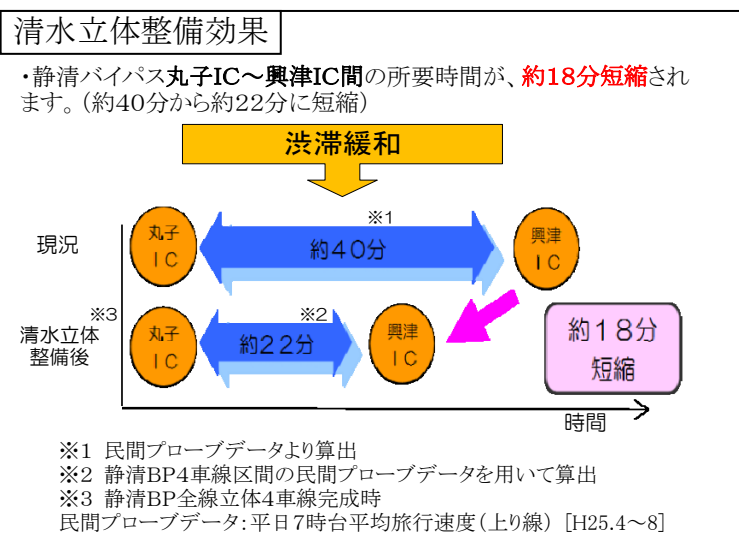 清水立体整備効果
・静清バイパス丸子IC～興津IC間の所要時間が、約18分短縮され
ます。(約40分から約22分に短縮)
渋滞緩和
現況
丸子
IC
※1
約40分
興津
IC
※3
清水立体
整備後
丸子
IC
※2
約22分
興津
IC
約18分
短縮
時間
※1 民間プローブデータより算出
※2 静清BP4車線区間の民間プローブデータを用いて算出
※3 静清BP全線立体4車線完成時
民間プローブデータ:平日7時台平均旅行速度(上り線) [H25.4～8]